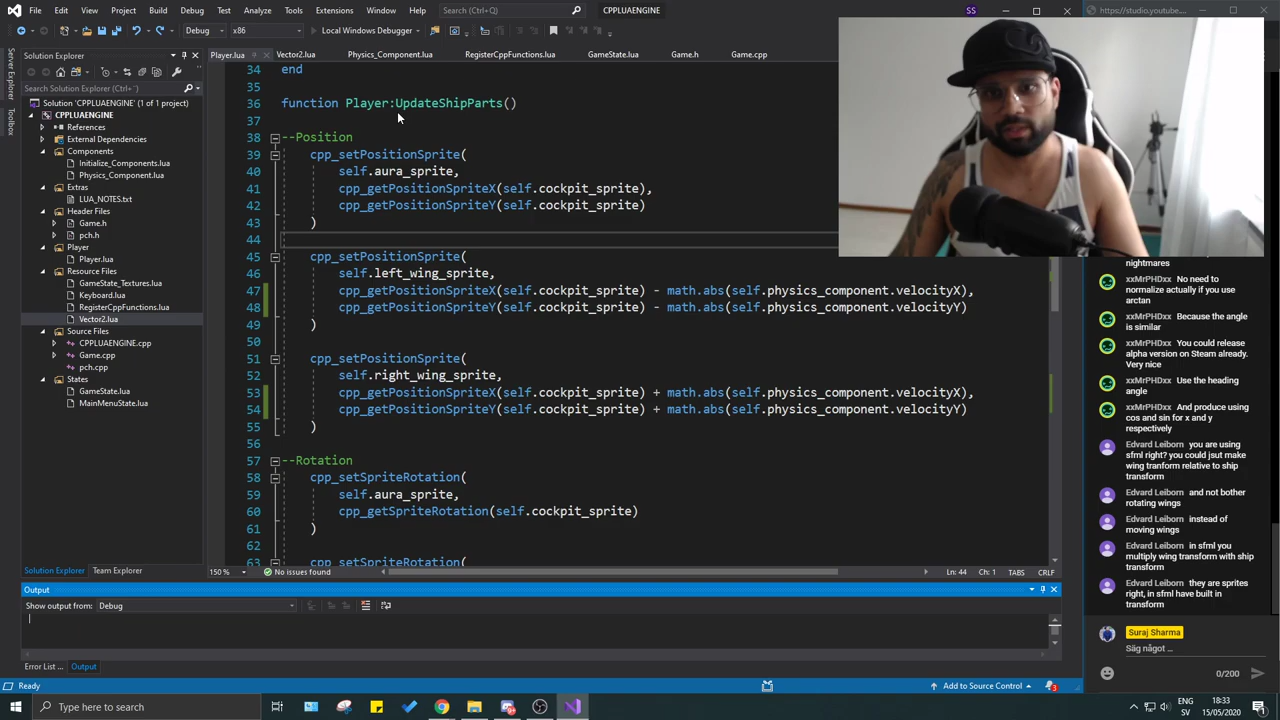 File Edit View Project Build Debug Test Analyze Tools Extensions Window Help Search (Ctrl+Q) CPPLUAENGINE SS
https://studio.youtube.com
Debug x86 Local Windows Debugger
Server Explorer
Toolbox
Solution Explorer
Search Solution Explorer (Ctrl+')
Solution 'CPPLUAENGINE' (1 of 1 project)
CPPLUAENGINE
References
External Dependencies
Components
Initialize_Components.lua
Physics_Component.lua
Extras
LUA_NOTES.txt
Header Files
Game.h
pch.h
Player
Player.lua
Resource Files
GameState_Textures.lua
Keyboard.lua
RegisterCppFunctions.lua
Vector2.lua
Source Files
CPPLUAENGINE.cpp
Game.cpp
pch.cpp
States
GameState.lua
MainMenuState.lua
Solution Explorer Team Explorer
Player.lua Vector2.lua Physics_Component.lua RegisterCppFunctions.lua GameState.lua Game.h Game.cpp
34 end
35
36 function Player:UpdateShipParts()
37
38 --Position
39 cpp_setPositionSprite(
40 self.aura_sprite,
41 cpp_getPositionSpriteX(self.cockpit_sprite),
42 cpp_getPositionSpriteY(self.cockpit_sprite)
43 )
44
45 cpp_setPositionSprite(
46 self.left_wing_sprite,
47 cpp_getPositionSpriteX(self.cockpit_sprite) - math.abs(self.physics_component.velocityX),
48 cpp_getPositionSpriteY(self.cockpit_sprite) - math.abs(self.physics_component.velocityY)
49 )
50
51 cpp_setPositionSprite(
52 self.right_wing_sprite,
53 cpp_getPositionSpriteX(self.cockpit_sprite) + math.abs(self.physics_component.velocityX),
54 cpp_getPositionSpriteY(self.cockpit_sprite) + math.abs(self.physics_component.velocityY)
55 )
56
57 --Rotation
58 cpp_setSpriteRotation(
59 self.aura_sprite,
60 cpp_getSpriteRotation(self.cockpit_sprite)
61 )
62
63 cpp_setSpriteRotation(
150 % No issues found Ln: 44 Ch: 1 TABS CRLF
Output
Show output from: Debug
Error List ... Output
Ready Add to Source Control 3
nightmares
xxMrPHDxx No need to
normalize actually if you use
arctan
xxMrPHDxx Because the angle
is similar
xxMrPHDxx You could release
alpha version on Steam already.
Very nice
xxMrPHDxx Use the heading
angle
xxMrPHDxx And produce using
cos and sin for x and y
respectively
Edvard Leiborn you are using
sfml right? you could jsut make
wing tranform relative to ship
transform
Edvard Leiborn and not bother
rotating wings
Edvard Leiborn instead of
moving wings
Edvard Leiborn in sfml you
multiply wing transform with ship
transform
Edvard Leiborn they are sprites
right, in sfml have built in
transform
Suraj Sharma
Säg något ...
0/200
Type here to search
ENG
SV
18:33
15/05/2020